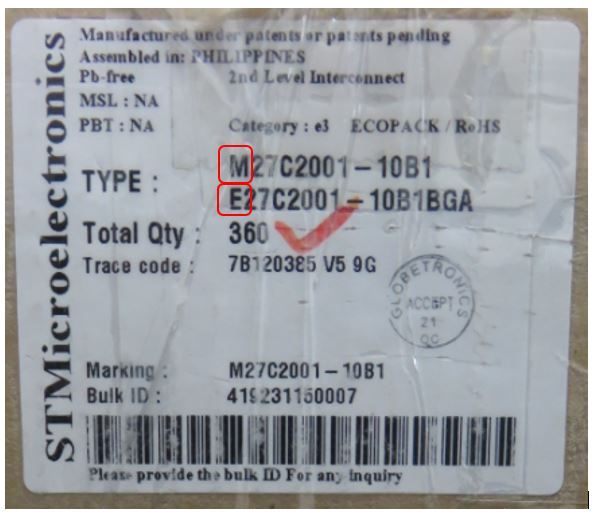 STMicroelectronics
Manufactured under patents or patents pending
Assembled in: PHILIPPINES
Pb-free 2nd Level Interconnect
MSL : NA
PBT : NA Category : e3 ECOPACK / RoHS
TYPE : M27C2001-10B1
E27C2001-10B1BGA
Total Qty : 360
Trace code : 7B120385 V5 9G
GLOBETRONICS
ACCEPT
21
QC
Marking : M27C2001-10B1
Bulk ID : 419231150007
Please provide the bulk ID For any inquiry